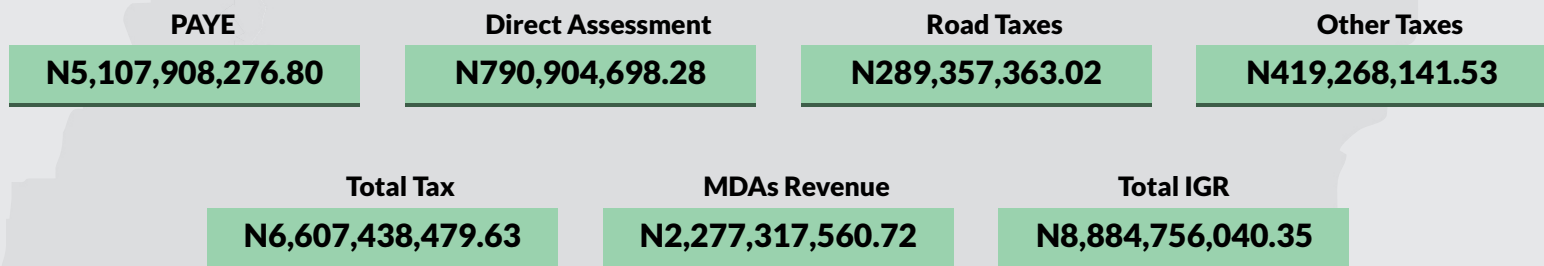 PAYE Direct Assessment Road Taxes Other Taxes
N5,107,908,276.80 N790,904,698.28 N289,357,363.02 N419,268,141.53
Total Tax MDAs Revenue Total IGR
N6,607,438,479.63 N2,277,317,560.72 N8,884,756,040.35